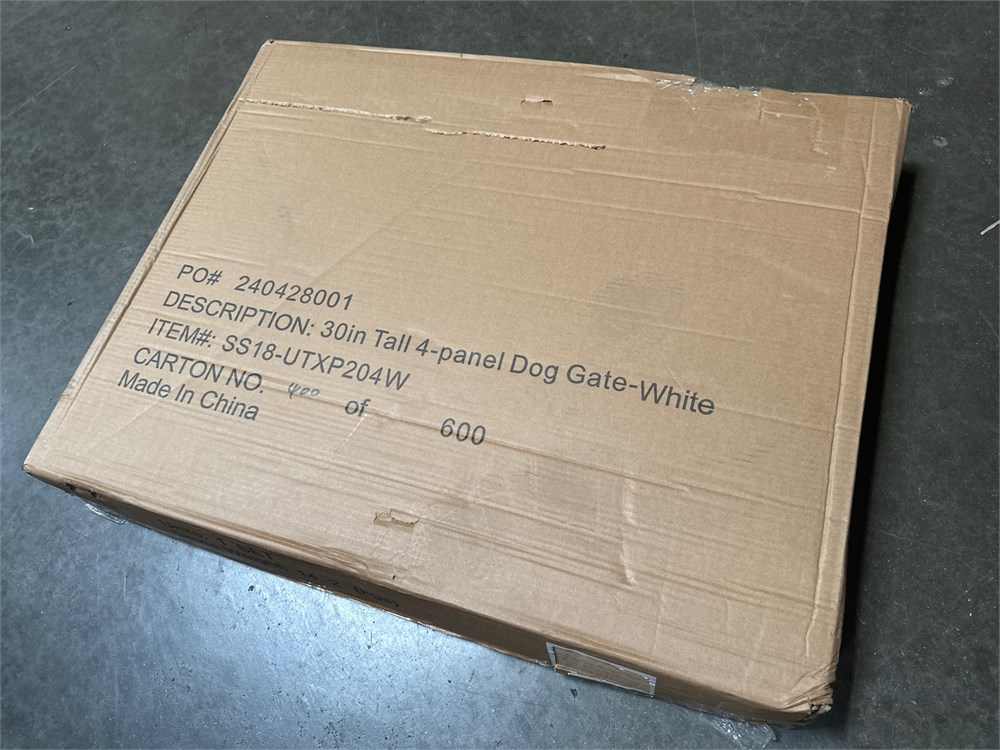 PO# 240428001
DESCRIPTION: 30in Tall 4-panel Dog Gate-White
ITEM#: SS18-UTXP204W
CARTON NO. 400 of 600
Made In China